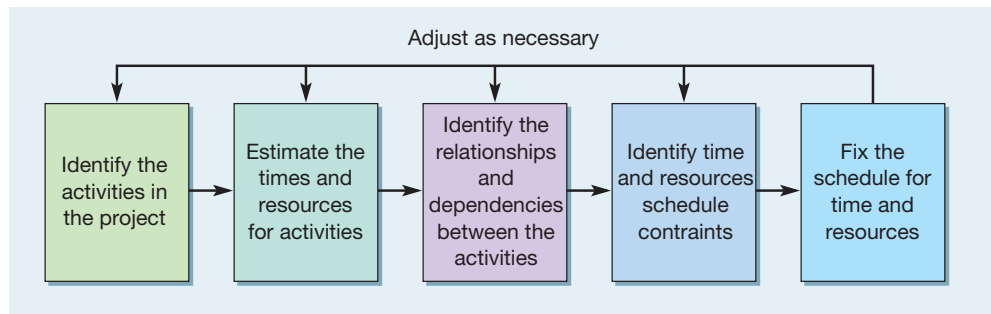 Adjust as necessary
Identify the
activities in
the project
Estimate the
times and
resources
for activities
Identify the
relationships
and
dependencies
between the
activities
Identify time
and resources
schedule
contraints
Fix the
schedule for
time and
resources